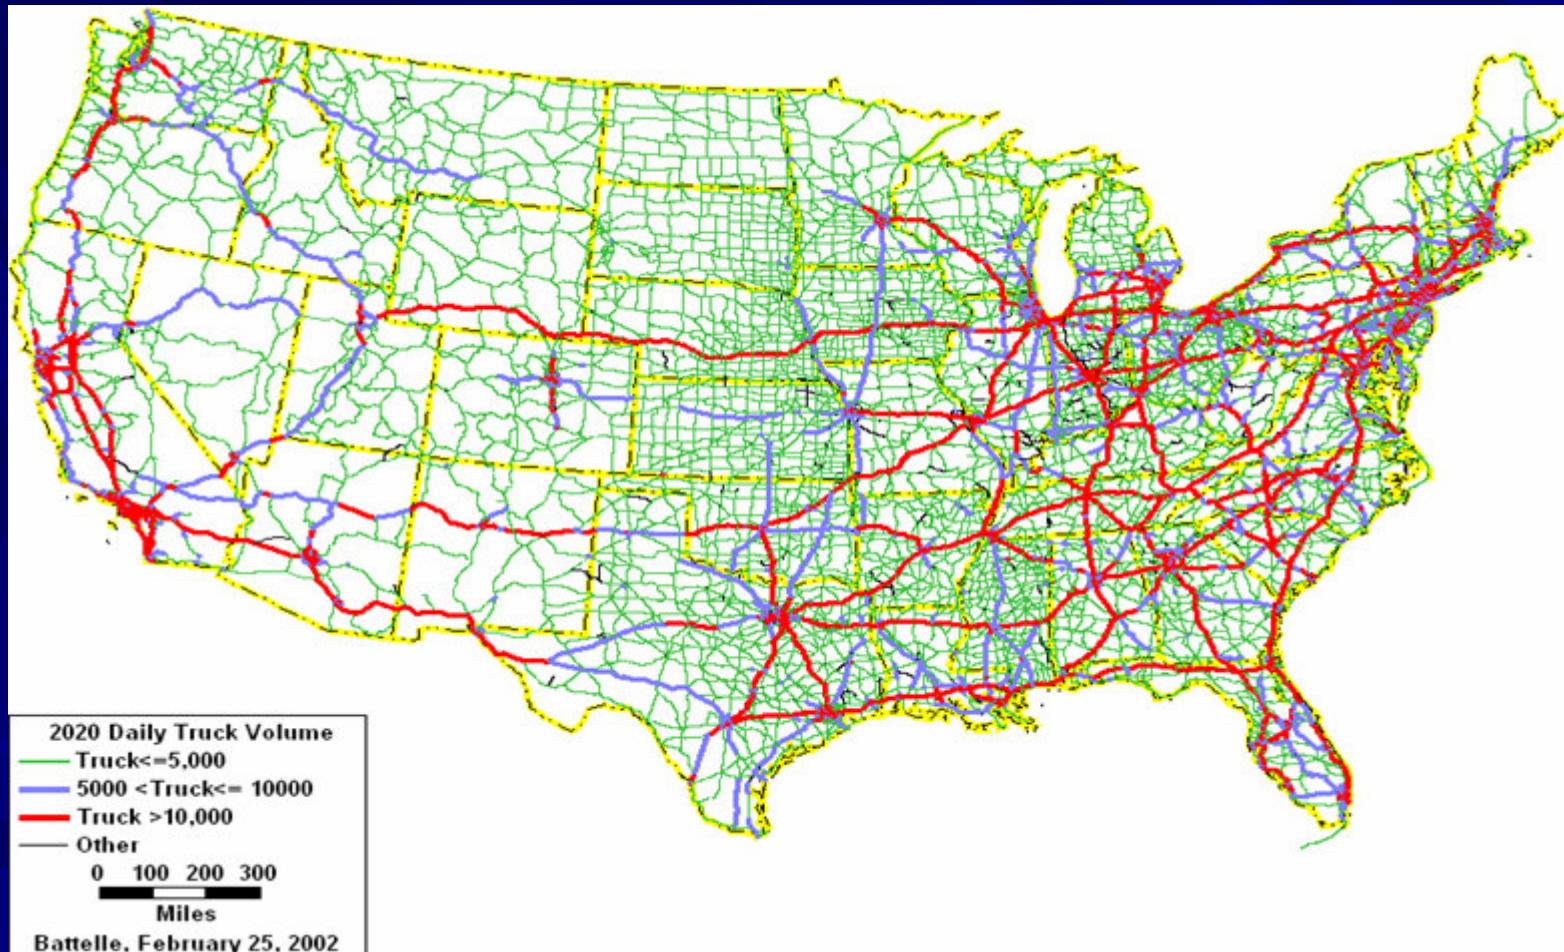 2020 Daily Truck Volume
Truck<=5,000
5000 <Truck<= 10000
Truck >10,000
Other
0 100 200 300
Miles
Battelle, February 25, 2002